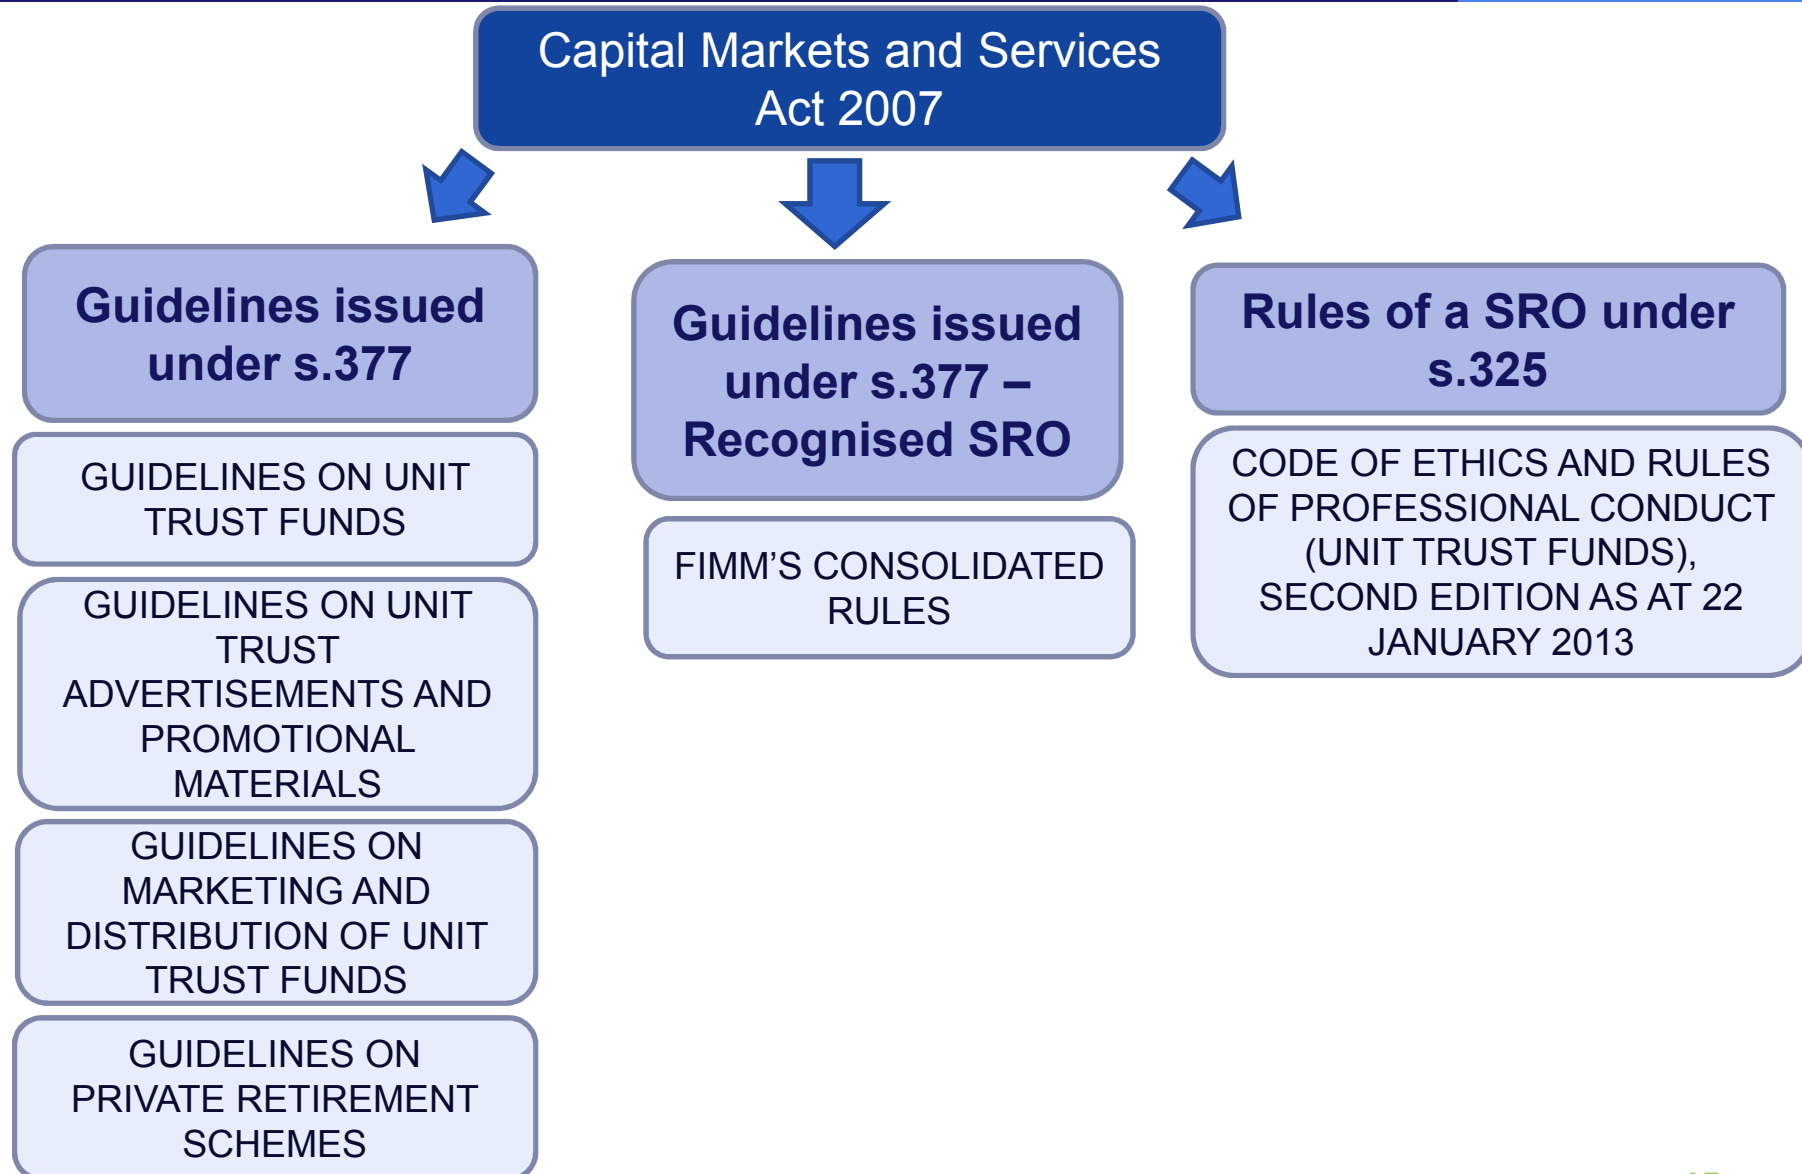 Capital Markets and Services
Act 2007
Guidelines issued
under s.377
GUIDELINES ON UNIT
TRUST FUNDS
GUIDELINES ON UNIT
TRUST
ADVERTISEMENTS AND
PROMOTIONAL
MATERIALS
GUIDELINES ON
MARKETING AND
DISTRIBUTION OF UNIT
TRUST FUNDS
GUIDELINES ON
PRIVATE RETIREMENT
SCHEMES
Guidelines issued
under s.377 –
Recognised SRO
FIMM’S CONSOLIDATED
RULES
Rules of a SRO under
s.325
CODE OF ETHICS AND RULES
OF PROFESSIONAL CONDUCT
(UNIT TRUST FUNDS),
SECOND EDITION AS AT 22
JANUARY 2013